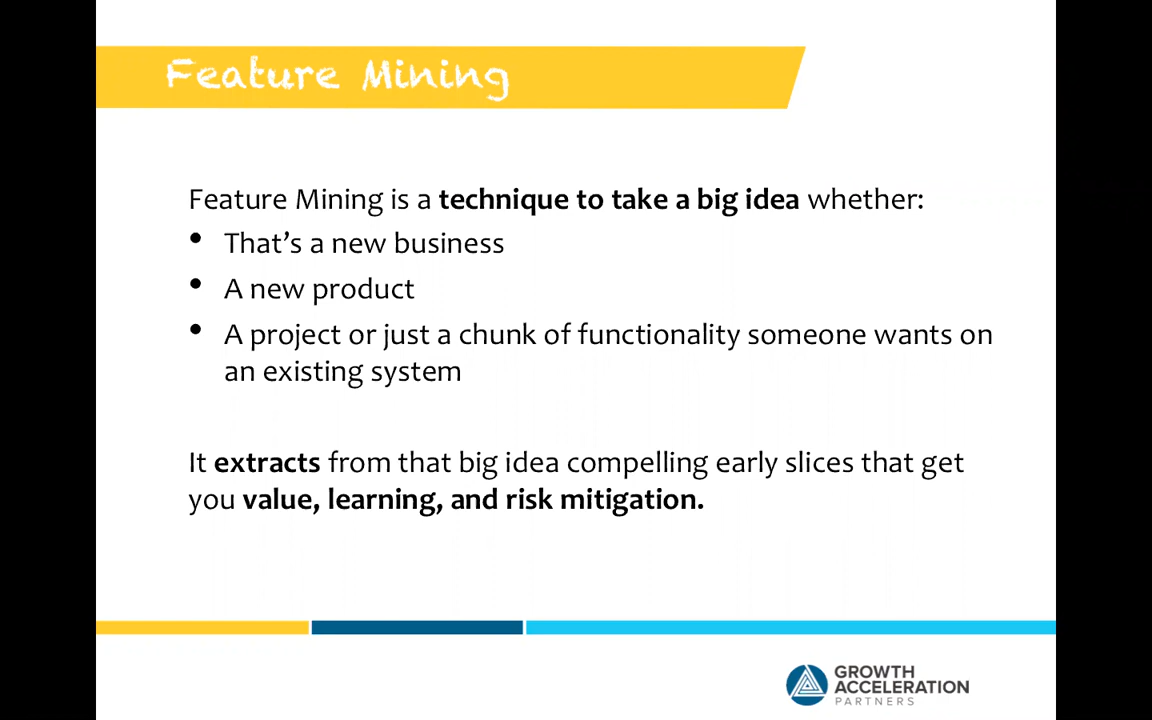 Feature Mining
Feature Mining is a technique to take a big idea whether:
• That’s a new business
• A new product
• A project or just a chunk of functionality someone wants on
an existing system
It extracts from that big idea compelling early slices that get
you value, learning, and risk mitigation.
GROWTH
ACCELERATION
PARTNERS